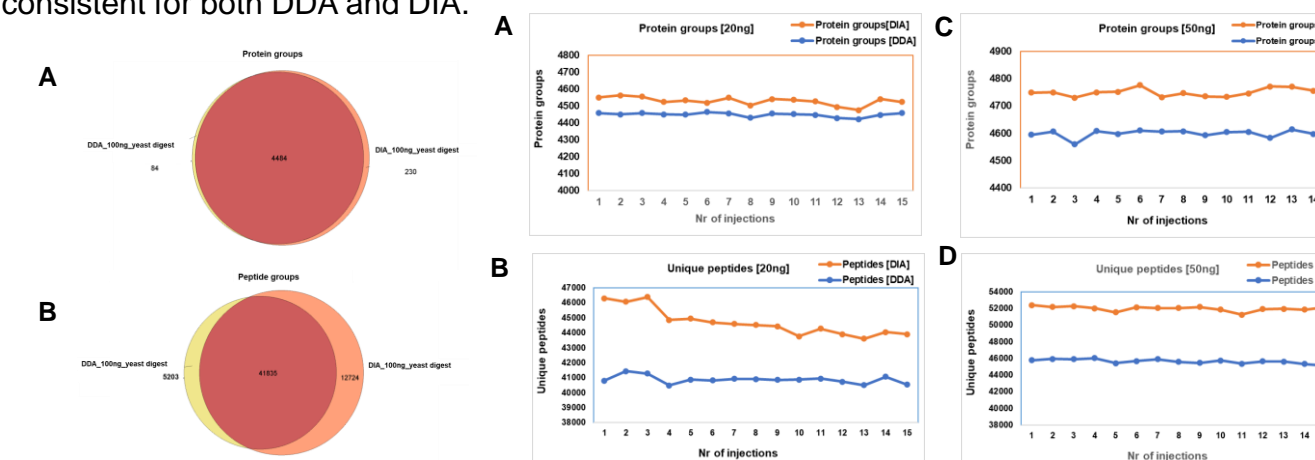 consistent for both DDA and DIA.
A
Protein groups
DDA_100ng_yeast digest
84
4484
DIA_100ng_yeast digest
230
B
Peptide groups
DDA_100ng_yeast digest
5203
41835
12724
DIA_100ng_yeast digest
A
Protein groups [20ng]
Protein groups[DIA]
Protein groups [DDA]
Protein groups
4800
4700
4600
4500
4400
4300
4200
4100
4000
1 2 3 4 5 6 7 8 9 10 11 12 13 14 15
Nr of injections
B
Unique peptides [20ng]
Peptides [DIA]
Peptides [DDA]
Unique peptides
47000
46000
45000
44000
43000
42000
41000
40000
39000
38000
1 2 3 4 5 6 7 8 9 10 11 12 13 14 15
Nr of injections
C
Protein groups [50ng]
Protein groups
Protein groups
Protein groups
4900
4800
4700
4600
4500
4400
1 2 3 4 5 6 7 8 9 10 11 12 13 14
Nr of injections
D
Unique peptides [50ng]
Peptides
Peptides
Unique peptides
54000
52000
50000
48000
46000
44000
42000
40000
38000
1 2 3 4 5 6 7 8 9 10 11 12 13 14
Nr of injections